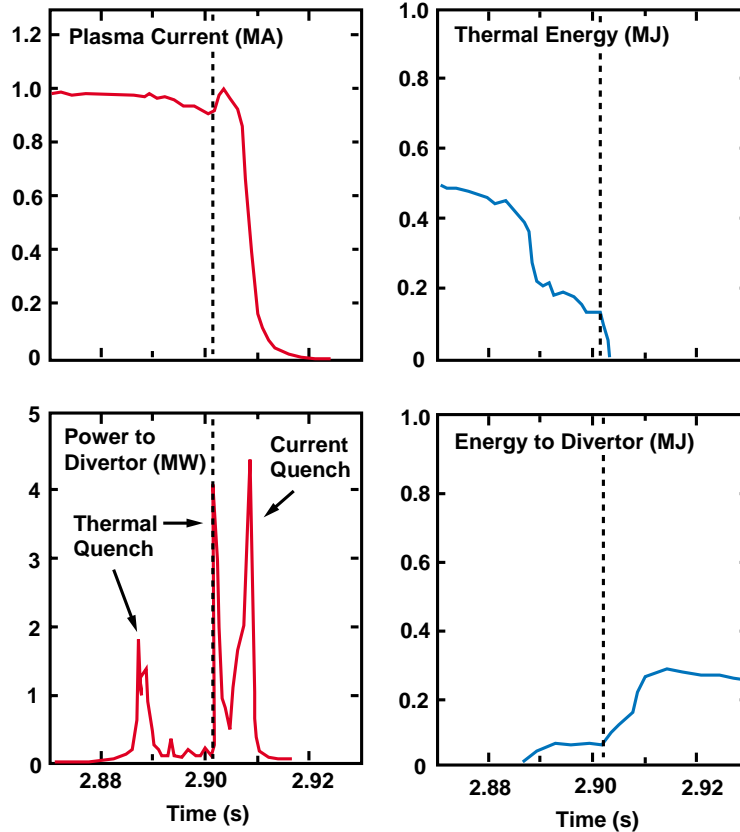 Plasma Current (MA)
1.2
1.0
0.8
0.6
0.4
0.2
0
Thermal Energy (MJ)
1.0
0.8
0.6
0.4
0.2
0
Power to
Divertor (MW)
Current
Quench
Thermal
Quench
5
4
3
2
1
0
2.88
2.90
2.92
Time (s)
Energy to Divertor (MJ)
1.0
0.8
0.6
0.4
0.2
0
2.88
2.90
2.92
Time (s)